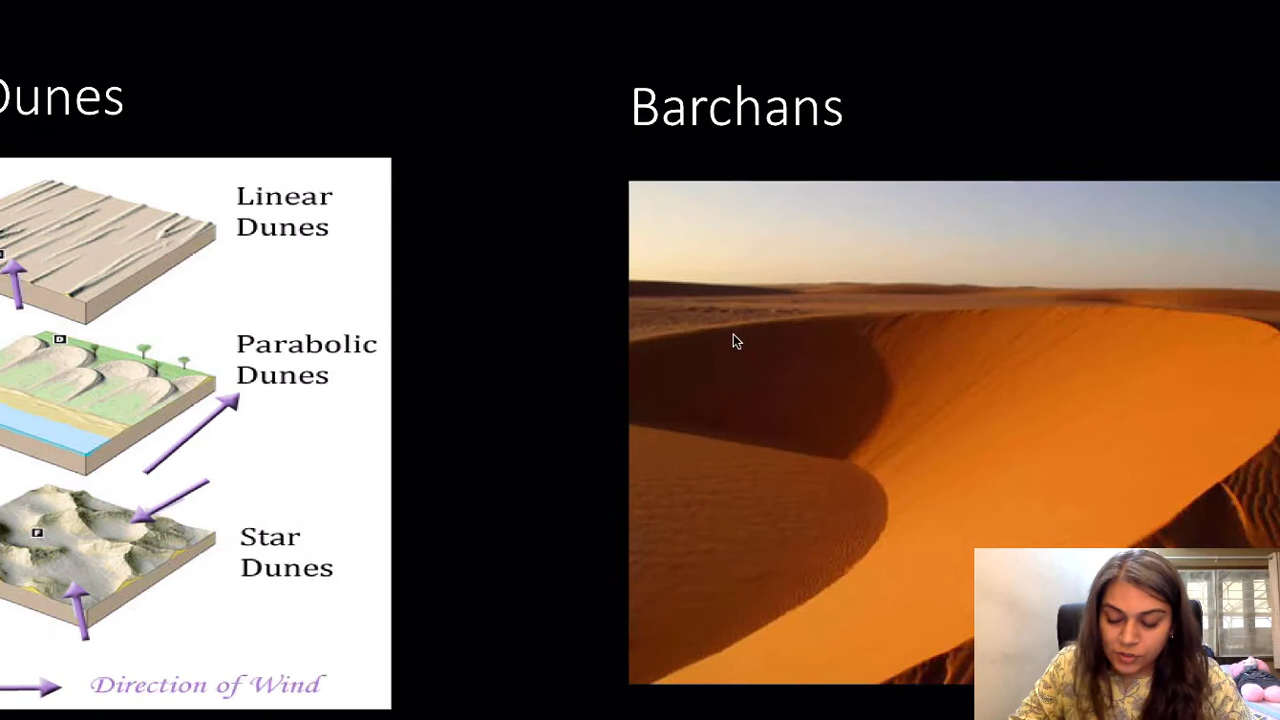 Dunes
Barchans
Linear
Dunes
Parabolic
Dunes
Star
Dunes
Direction of Wind